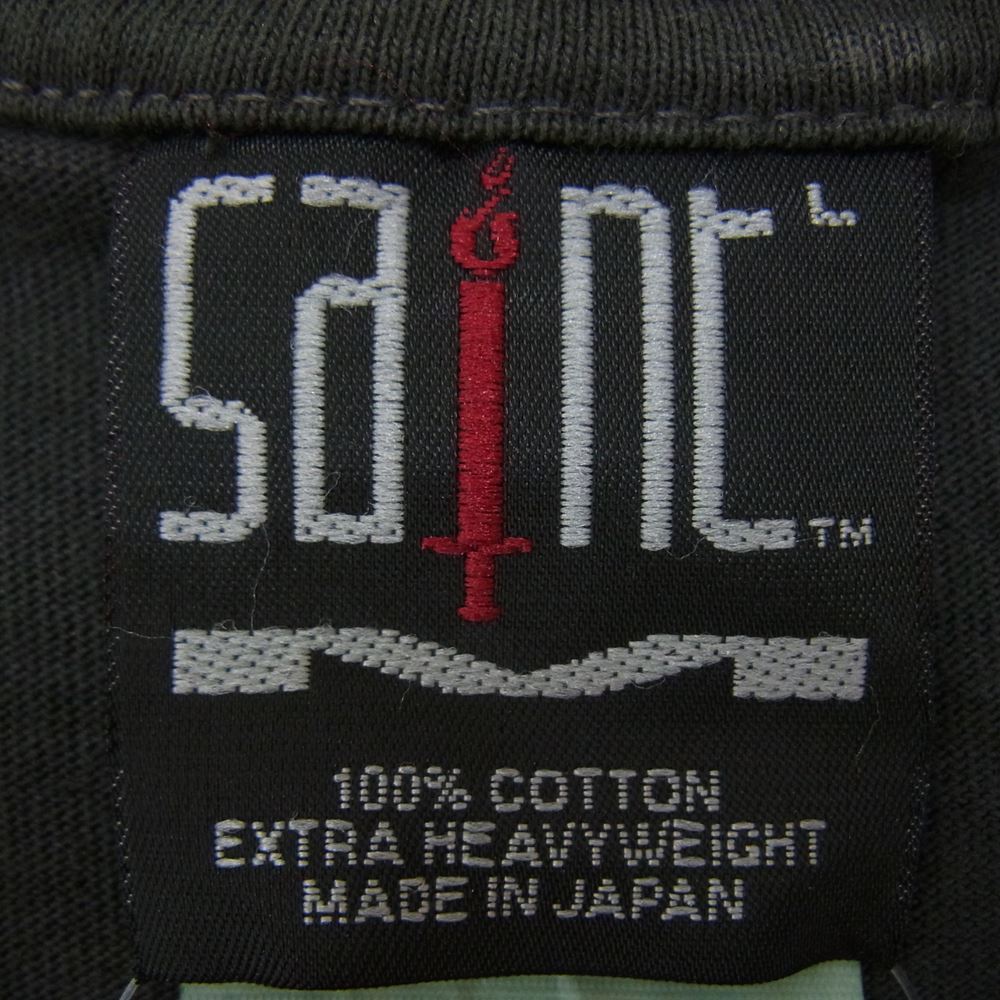 saint L
TM
100% COTTON
EXTRA HEAVYWEIGHT
MADE IN JAPAN